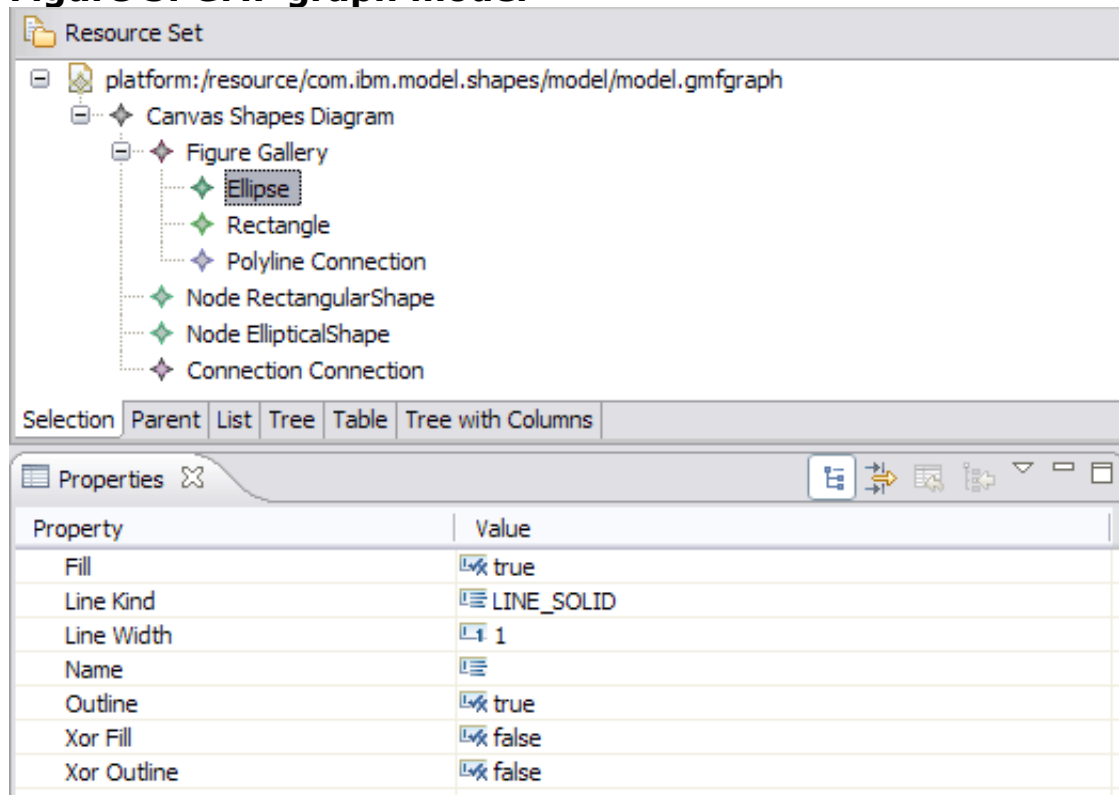 Resource Set
platform:/resource/com.ibm.model.shapes/model/model.gmfgraph
Canvas Shapes Diagram
Figure Gallery
Ellipse
Rectangle
Polyline Connection
Node RectangularShape
Node EllipticalShape
Connection Connection
Selection Parent List Tree Table Tree with Columns
Properties
Property Value
Fill true
Line Kind LINE_SOLID
Line Width 1
Name
Outline true
Xor Fill false
Xor Outline false